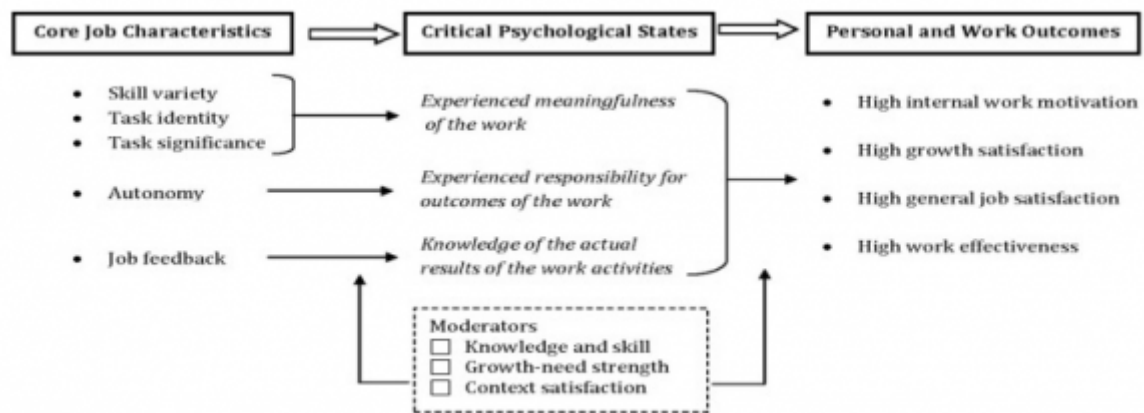 Core Job Characteristics
Critical Psychological States
Personal and Work Outcomes
• Skill variety
• Task identity
• Task significance
• Autonomy
• Job feedback
Experienced meaningfulness
of the work
Experienced responsibility for
outcomes of the work
Knowledge of the actual
results of the work activities
• High internal work motivation
• High growth satisfaction
• High general job satisfaction
• High work effectiveness
Moderators
☐ Knowledge and skill
☐ Growth-need strength
☐ Context satisfaction